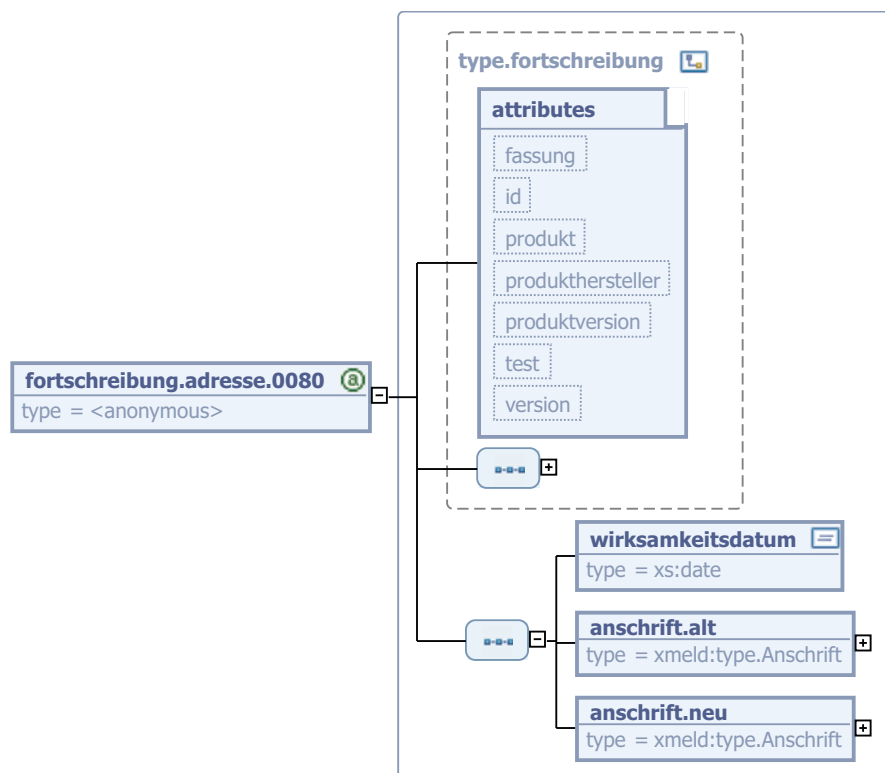 type.fortschreibung
attributes
fassung
id
produkt
produkthersteller
produktversion
test
version
fortschreibung.adresse.0080 a
type = <anonymous>
wirksamkeitsdatum
type = xs:date
anschrift.alt
type = xmeld:type.Anschrift
anschrift.neu
type = xmeld:type.Anschrift